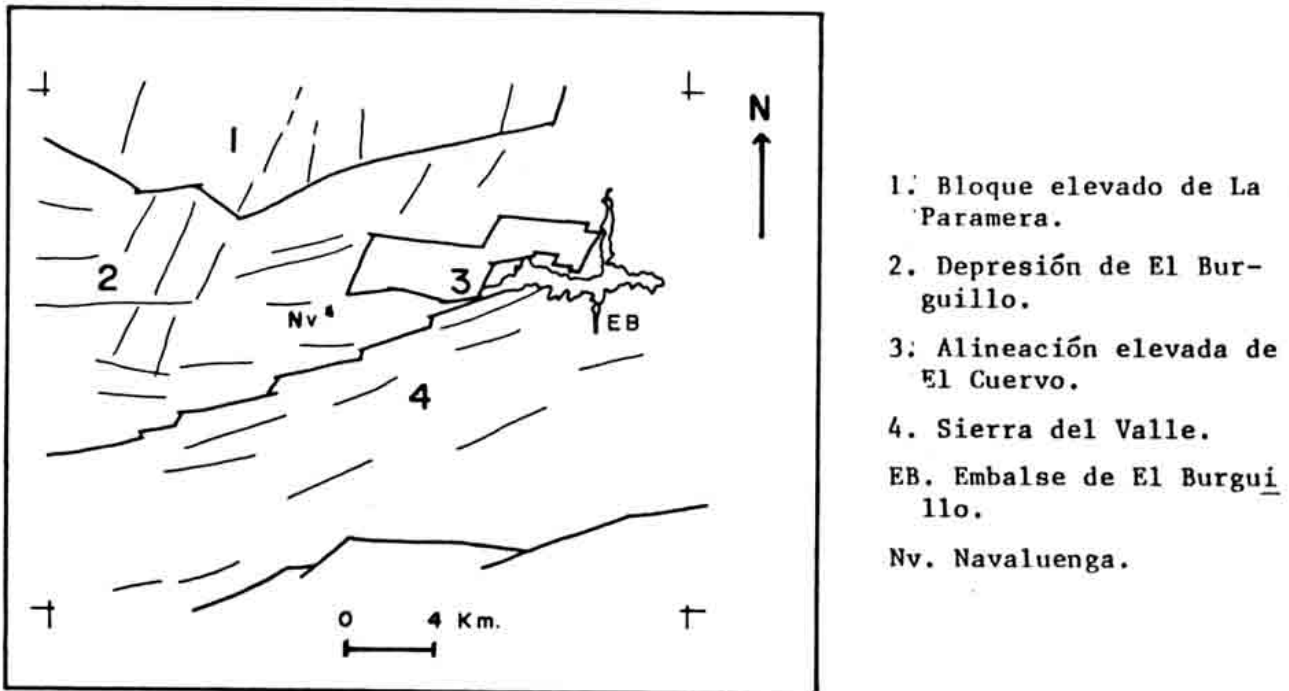 1
N
2
3
Nv
EB
4
0 4 Km.
1. Bloque elevado de La
Paramera.
2. Depresión de El Bur-
guillo.
3. Alineación elevada de
El Cuervo.
4. Sierra del Valle.
EB. Embalse de El Burgui
llo.
Nv. Navaluenga.